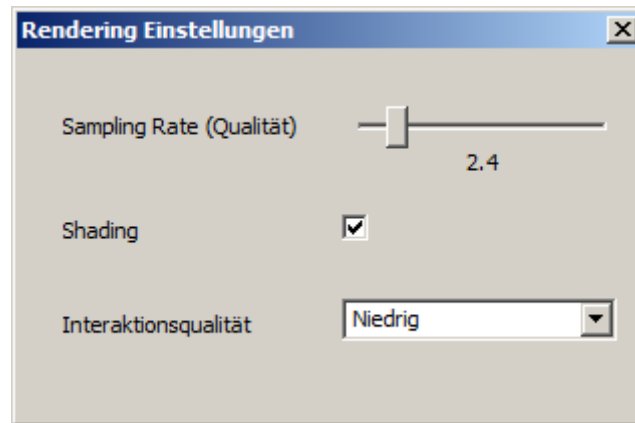 Rendering Einstellungen
Sampling Rate (Qualität)
2.4
Shading
Interaktionsqualität
Niedrig